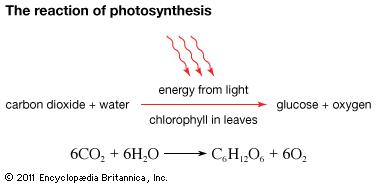 The reaction of photosynthesis
energy from light
carbon dioxide + water
glucose + oxygen
chlorophyll in leaves
6CO₂ + 6H₂O → C₆H₁₂O₆ + 6O₂
© 2011 Encyclopædia Britannica, Inc.